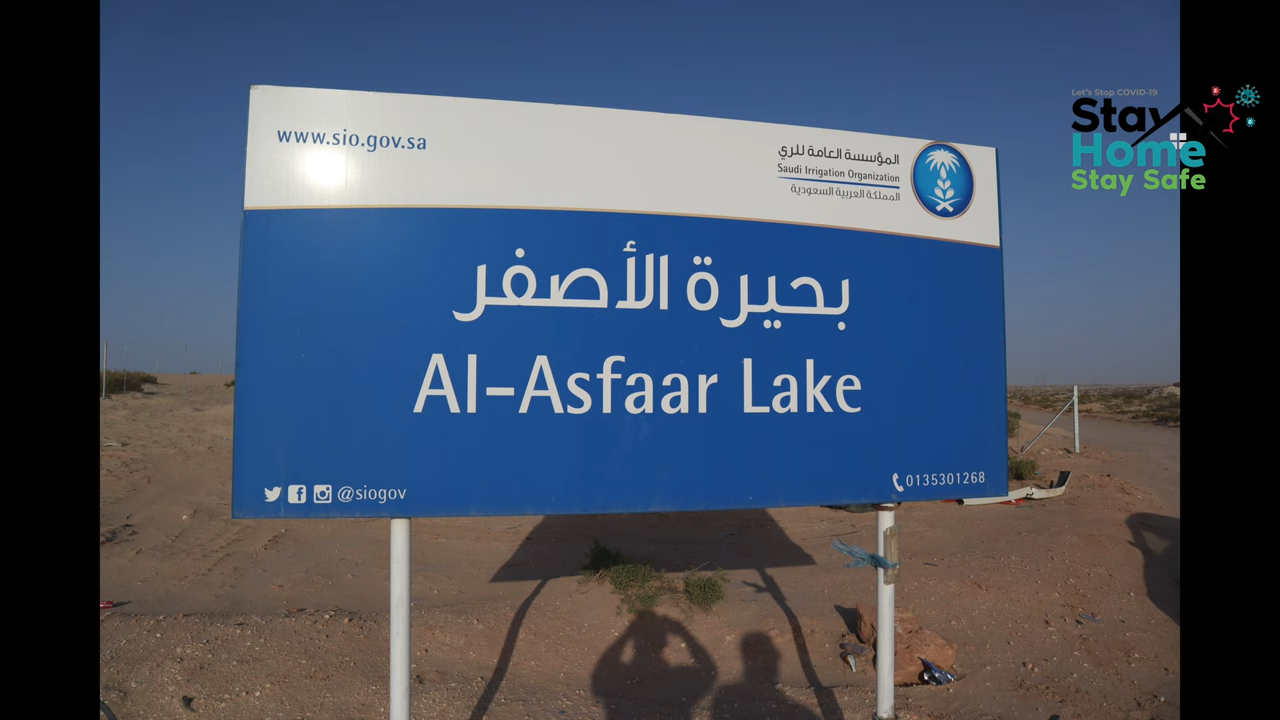 www.sio.gov.sa
المؤسسة العامة للري
Saudi Irrigation Organization
المملكة العربية السعودية
بحيرة الأصفر
Al-Asfaar Lake
@siogov
0135301268
Let's Stop COVID-19
Stay
Home
Stay Safe